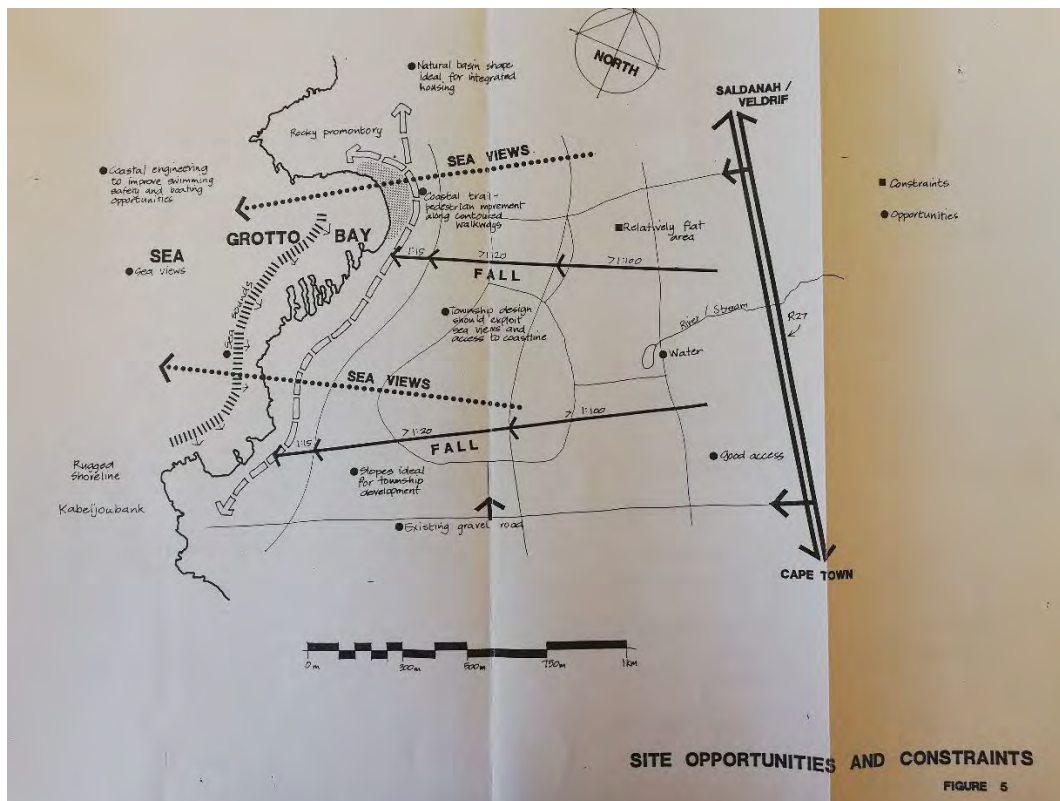 NORTH
Natural basin shape
ideal for integrated
housing
SALDANAH /
VELDRIF
Rocky promontory
SEA VIEWS
Coastal engineering
to improve swimming
safety and boating
opportunities
Coastal trail -
pedestrian movement
along contoured
walkways
Constraints
Opportunities
GROTTO BAY
Relatively flat
area
SEA
Sea views
1:15
>1:20
>1:100
FALL
Sea sounds
Township design
should exploit
sea views and
access to coastline
River / Stream
R27
Water
SEA VIEWS
>1:100
>1:20
1:15
FALL
Good access
Rugged
Shoreline
Slopes ideal
for township
development
Kabeijoubank
Existing gravel road
CAPE TOWN
0m
300m
500m
750m
1km
SITE OPPORTUNITIES AND CONSTRAINTS
FIGURE 5